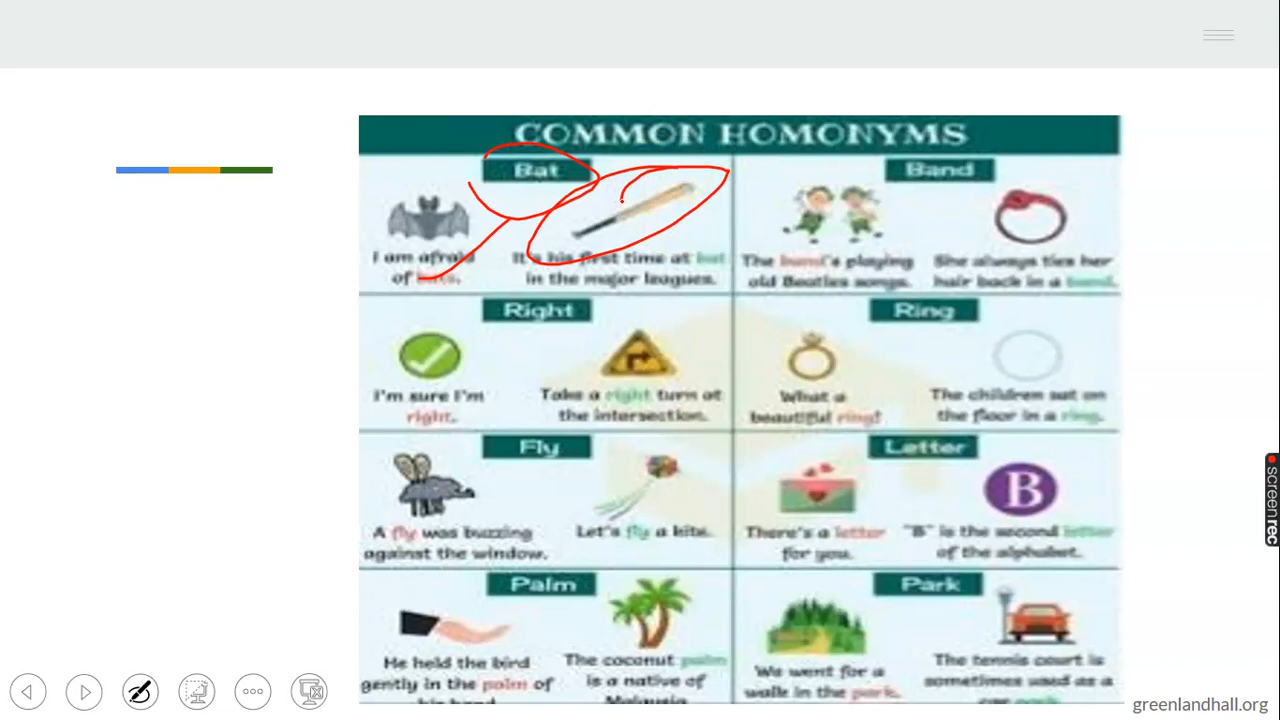 COMMON HOMONYMS
Bat
I am afraid
of
It's his first time at bat
in the major leagues.
Band
The band's playing
old Beatles songs.
She always ties her
hair back in a band.
Right
I'm sure I'm
right.
Take a right turn at
the intersection.
Ring
What a
beautiful ring!
The children sat on
the floor in a ring.
Fly
A fly was buzzing
against the window.
Let's fly a kite.
Letter
There's a letter
for you.
"B" is the second letter
of the alphabet.
B
Palm
He held the bird
gently in the palm of
his hand
The coconut palm
is a native of
Malaysia
Park
We went for a
walk in the park.
The tennis court is
sometimes used as a
car park
screenrec
greenlandhall.org